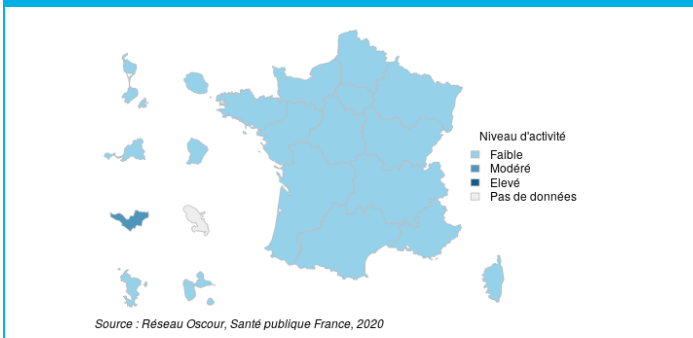 Niveau d'activité
Faible
Modéré
Elevé
Pas de données
Source : Réseau Oscour, Santé publique France, 2020